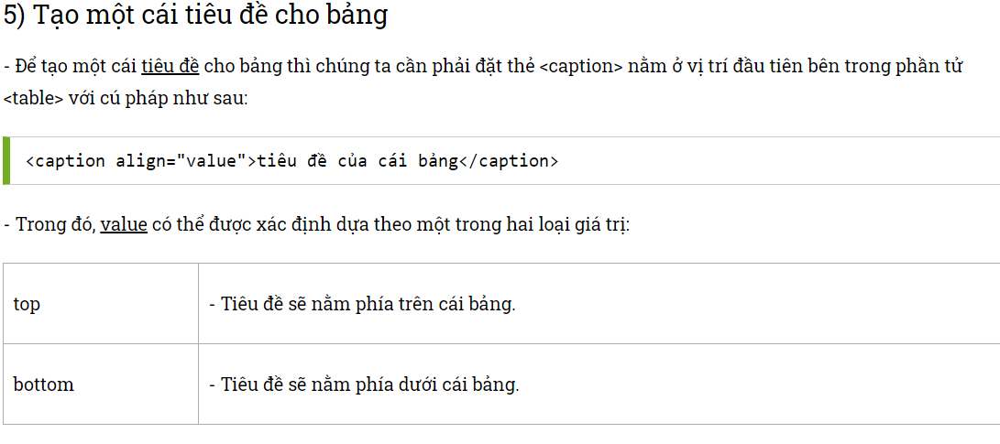 5) Tạo một cái tiêu đề cho bảng
- Để tạo một cái tiêu đề cho bảng thì chúng ta cần phải đặt thẻ <caption> nằm ở vị trí đầu tiên bên trong phần tử
<table> với cú pháp như sau:
<caption align="value">tiêu đề của cái bảng</caption>
- Trong đó, value có thể được xác định dựa theo một trong hai loại giá trị:
top
- Tiêu đề sẽ nằm phía trên cái bảng.
bottom
- Tiêu đề sẽ nằm phía dưới cái bảng.